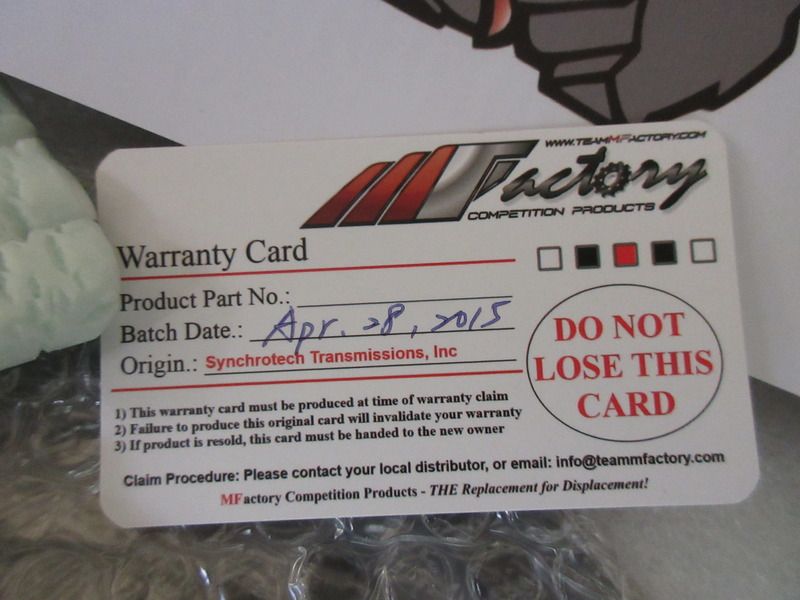 WWW.TEAMMFACTORY.COM
MFactory
COMPETITION PRODUCTS
Warranty Card
Product Part No.:
Batch Date.: Apr. 28, 2015
Origin.: Synchrotech Transmissions, Inc
DO NOT
LOSE THIS
CARD
1) This warranty card must be produced at time of warranty claim
2) Failure to produce this original card will invalidate your warranty
3) If product is resold, this card must be handed to the new owner
Claim Procedure: Please contact your local distributor, or email: info@teammfactory.com
MFactory Competition Products - THE Replacement for Displacement!